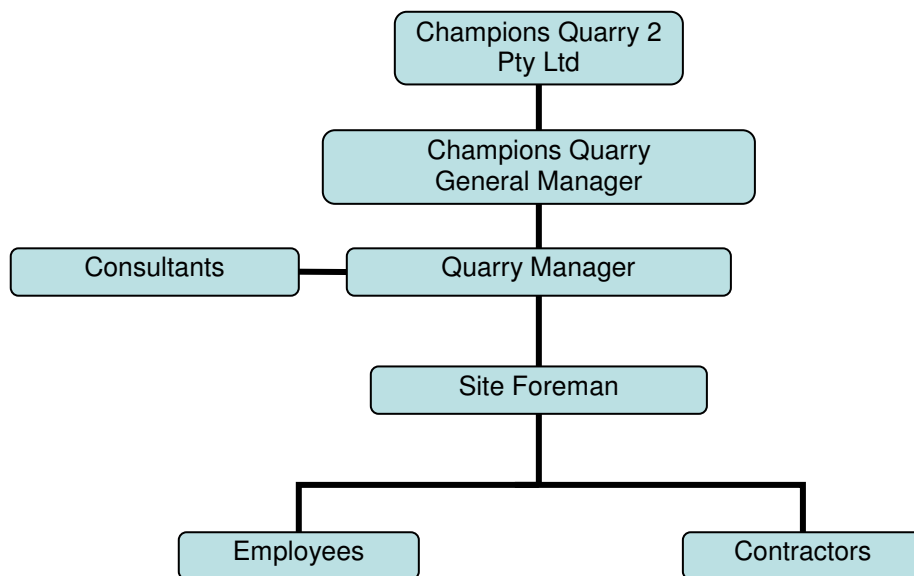 Champions Quarry 2
Pty Ltd
Champions Quarry
General Manager
Consultants
Quarry Manager
Site Foreman
Employees
Contractors